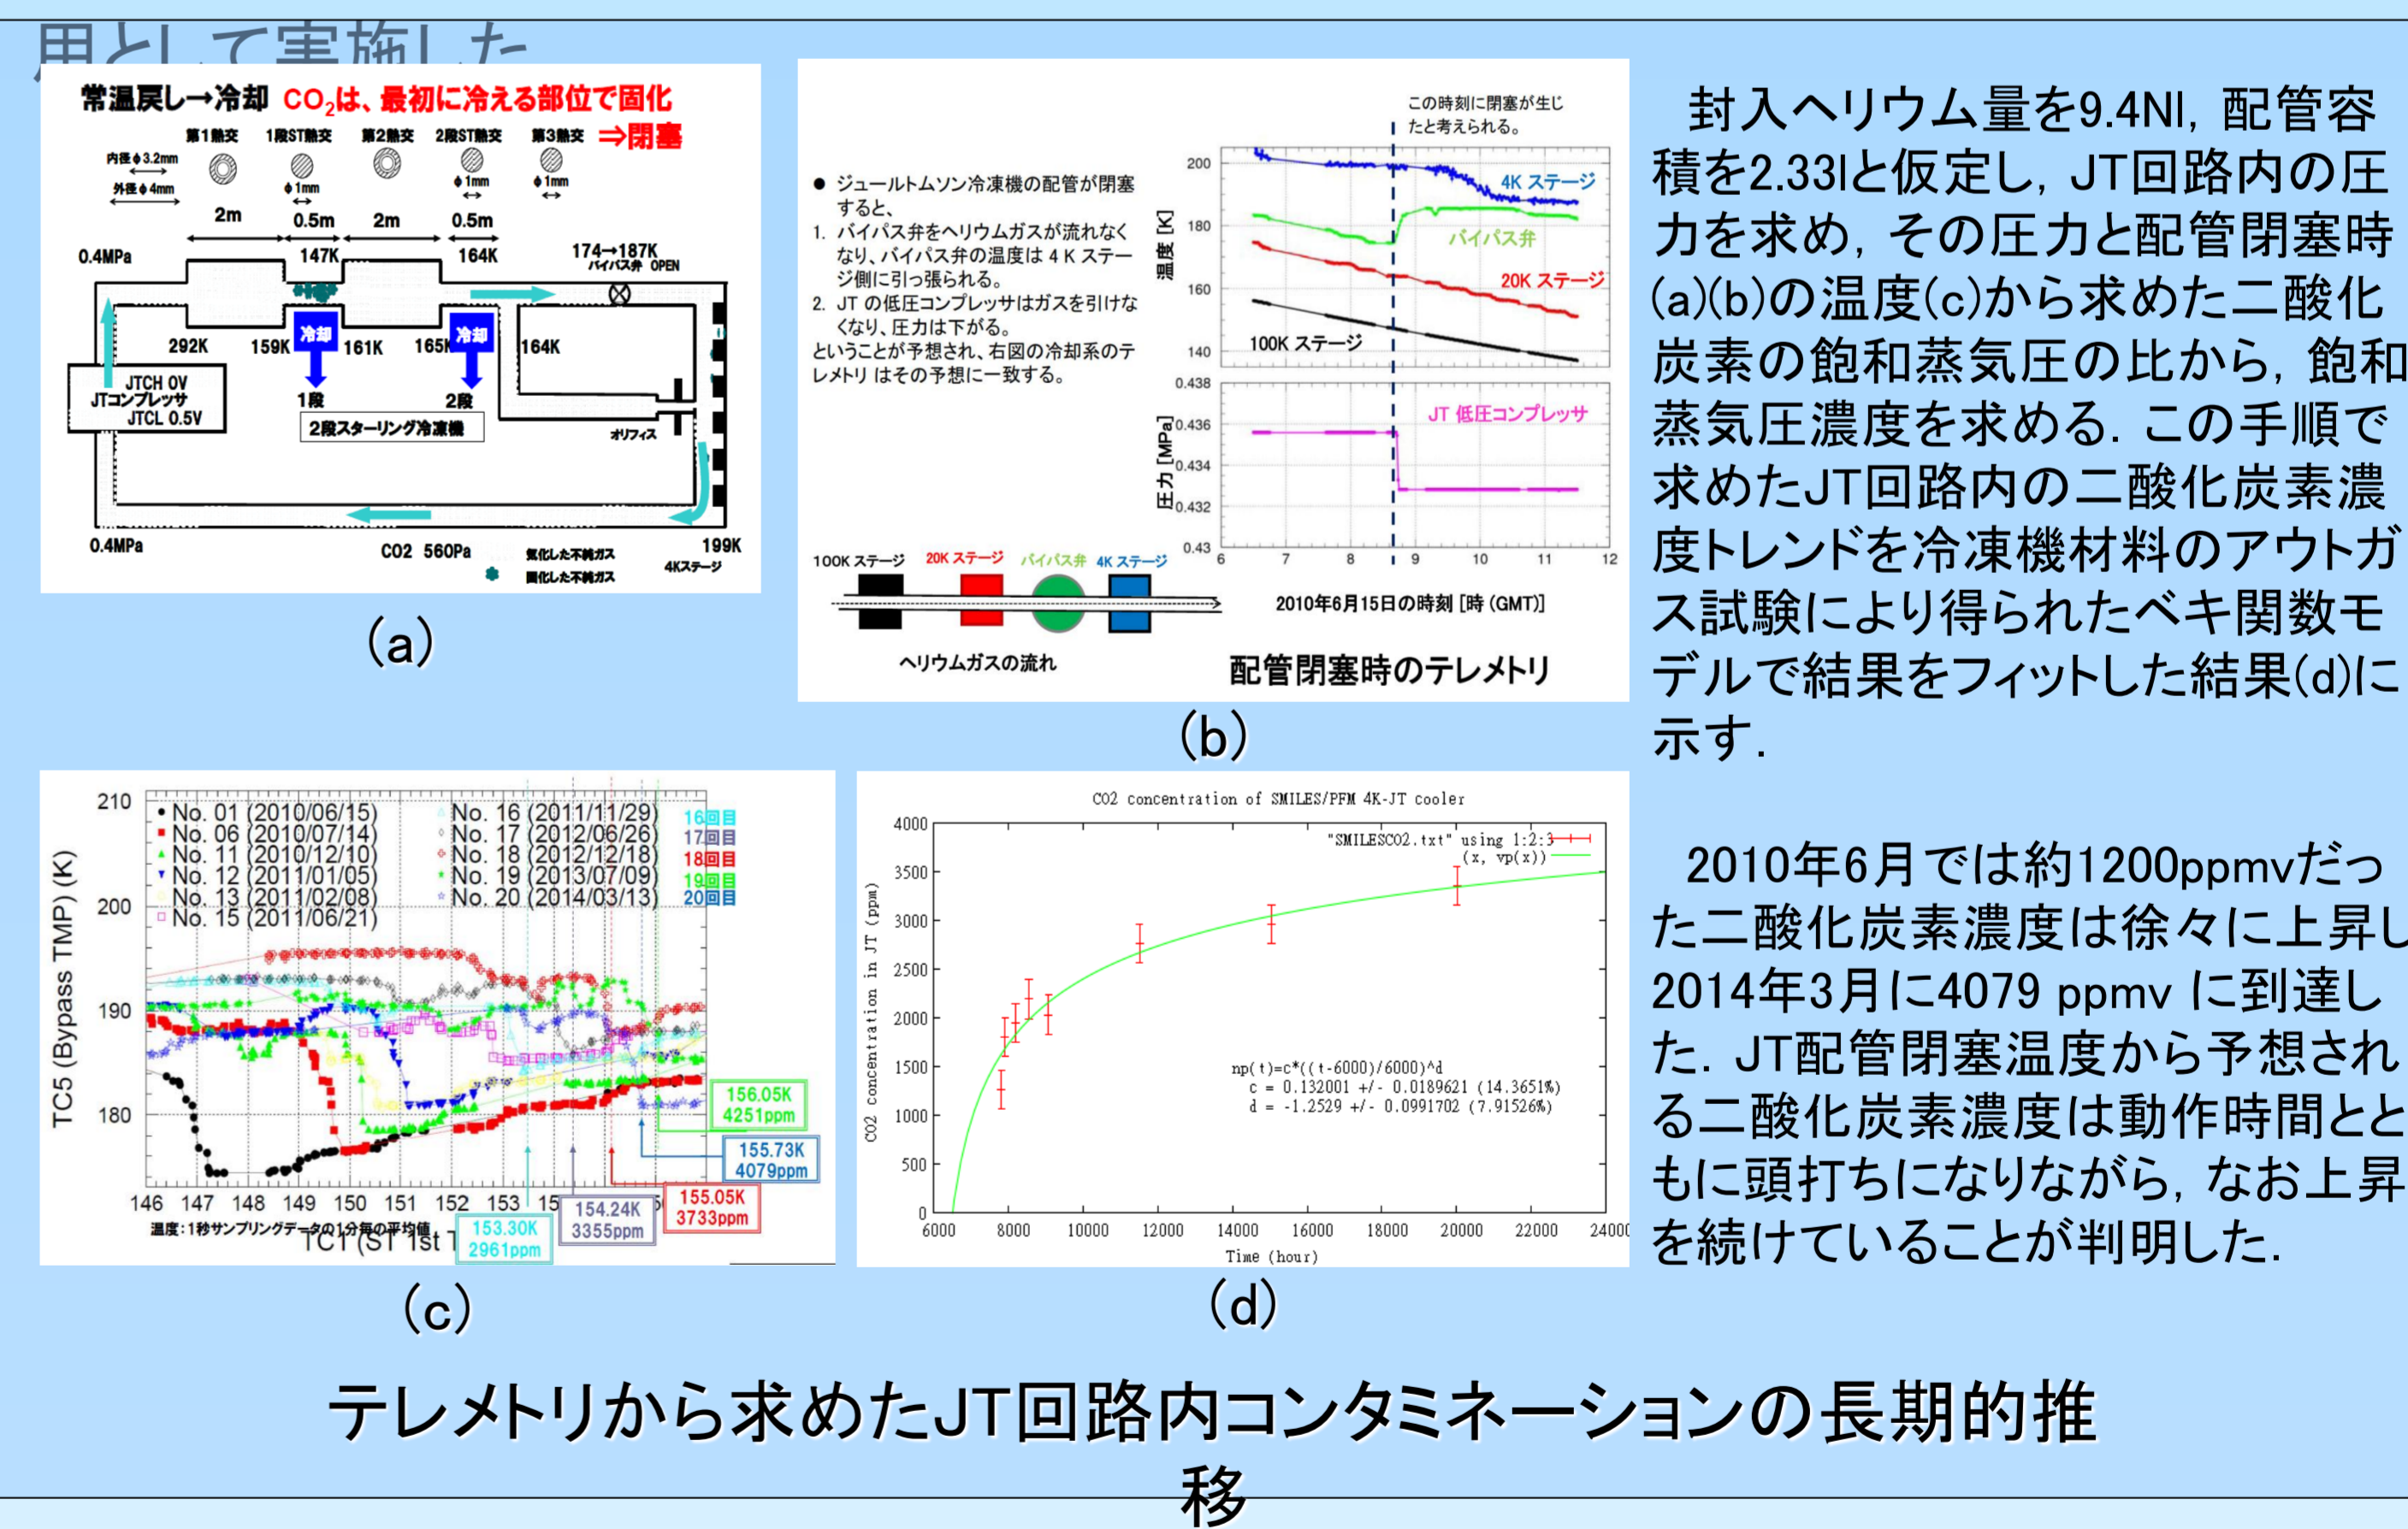 用として実施した
常温戻し→冷却 CO2は、最初に冷える部位で固化
⇒閉塞
第1熱交 1段ST熱交 第2熱交 2段ST熱交 第3熱交
内径φ3.2mm
外径φ4mm
φ1mm φ1mm φ1mm
2m 0.5m 2m 0.5m
0.4MPa 147K 164K 174→187K
バイパス弁 OPEN
冷却 冷却
292K 159K 161K 165K 164K
JTCH 0V
JTコンプレッサ
JTCL 0.5V
1段 2段
2段スターリング冷凍機
オリフィス
0.4MPa CO2 560Pa 気化した不純ガス 199K
固化した不純ガス 4Kステージ
(a)
● ジュールトムソン冷凍機の配管が閉塞
すると、
1. バイパス弁をヘリウムガスが流れなく
なり、バイパス弁の温度は 4 K ステー
ジ側に引っ張られる。
2. JT の低圧コンプレッサはガスを引けな
くなり、圧力は下がる。
ということが予想され、右図の冷却系のテ
レメトリ はその予想に一致する。
この時刻に閉塞が生じ
たと考えられる。
温度 [K]
200
180
160
140
4K ステージ
バイパス弁
20K ステージ
100K ステージ
圧力 [MPa]
0.438
0.436
0.434
0.432
0.43
JT 低圧コンプレッサ
6 7 8 9 10 11 12
2010年6月15日の時刻 [時 (GMT)]
100K ステージ 20K ステージ バイパス弁 4K ステージ
ヘリウムガスの流れ
配管閉塞時のテレメトリ
(b)
TC5 (Bypass TMP) (K)
210
200
190
180
No. 01 (2010/06/15)
No. 06 (2010/07/14)
No. 11 (2010/12/10)
No. 12 (2011/01/05)
No. 13 (2011/02/08)
No. 15 (2011/06/21)
No. 16 (2011/11/29)
No. 17 (2012/06/26)
No. 18 (2012/12/18)
No. 19 (2013/07/09)
No. 20 (2014/03/13)
16回目
17回目
18回目
19回目
20回目
156.05K
4251ppm
155.73K
4079ppm
155.05K
3733ppm
154.24K
3355ppm
153.30K
2961ppm
146 147 148 149 150 151 152 153
温度：1秒サンプリングデータの1分毎の平均値
TC1 (ST 1st
(c)
CO2 concentration of SMILES/PFM 4K-JT cooler
CO2 concentration in JT (ppm)
4000
3500
3000
2500
2000
1500
1000
500
0
"SMILESCO2.txt" using 1:2:3
(x, vp(x))
np(t)=c*((t-6000)/6000)^d
c = 0.132001 +/- 0.0189621 (14.3651%)
d = -1.2529 +/- 0.0991702 (7.91526%)
6000 8000 10000 12000 14000 16000 18000 20000 22000 24000
Time (hour)
(d)
封入ヘリウム量を9.4Nl, 配管容
積を2.33lと仮定し, JT回路内の圧
力を求め, その圧力と配管閉塞時
(a)(b)の温度(c)から求めた二酸化
炭素の飽和蒸気圧の比から, 飽和
蒸気圧濃度を求める. この手順で
求めたJT回路内の二酸化炭素濃
度トレンドを冷凍機材料のアウトガ
ス試験により得られたベキ関数モ
デルで結果をフィットした結果(d)に
示す.
2010年6月では約1200ppmvだっ
た二酸化炭素濃度は徐々に上昇し
2014年3月に4079 ppmv に到達し
た. JT配管閉塞温度から予想され
る二酸化炭素濃度は動作時間とと
もに頭打ちになりながら, なお上昇
を続けていることが判明した.
テレメトリから求めたJT回路内コンタミネーションの長期的推
移